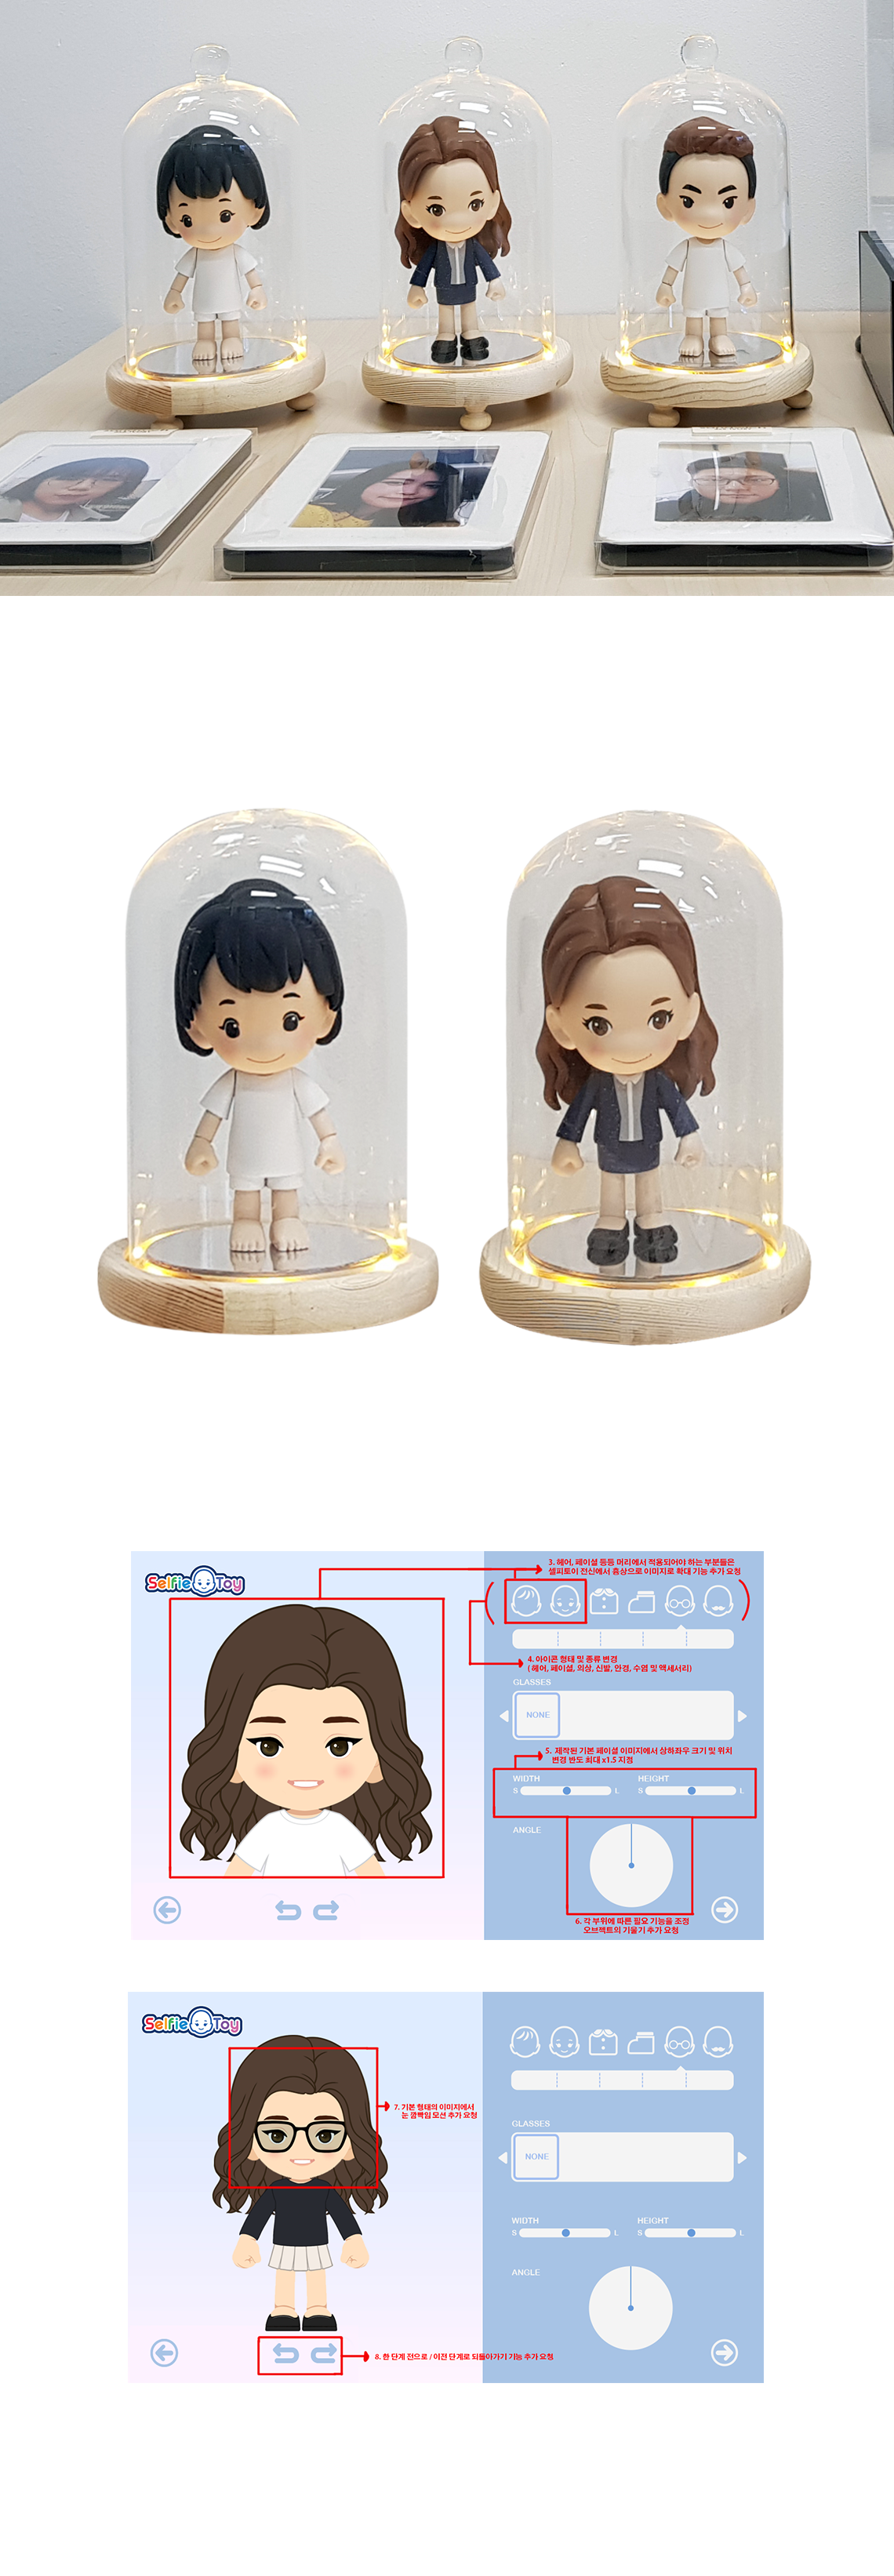 Selfie Toy
3. 헤어, 페이셜 등등 머리에서 적용되어야 하는 부분들은
셀피토이 전신에서 흉상으로 이미지로 확대 기능 추가 요청
4. 아이콘 형태 및 종류 변경
( 헤어, 페이셜, 의상, 신발, 안경, 수염 및 액세서리)
GLASSES
NONE
5. 제작된 기본 페이셜 이미지에서 상하좌우 크기 및 위치
변경 반도 최대 x1.5 지정
WIDTH
HEIGHT
S
L
S
L
ANGLE
6. 각 부위에 따른 필요 기능을 조정
오브젝트의 기울기 추가 요청
Selfie Toy
7. 기본 형태의 이미지에서
눈 깜빡임 모션 추가 요청
GLASSES
NONE
WIDTH
HEIGHT
S
L
S
L
ANGLE
8. 한 단계 전으로 / 이전 단계로 되돌아가기 기능 추가 요청